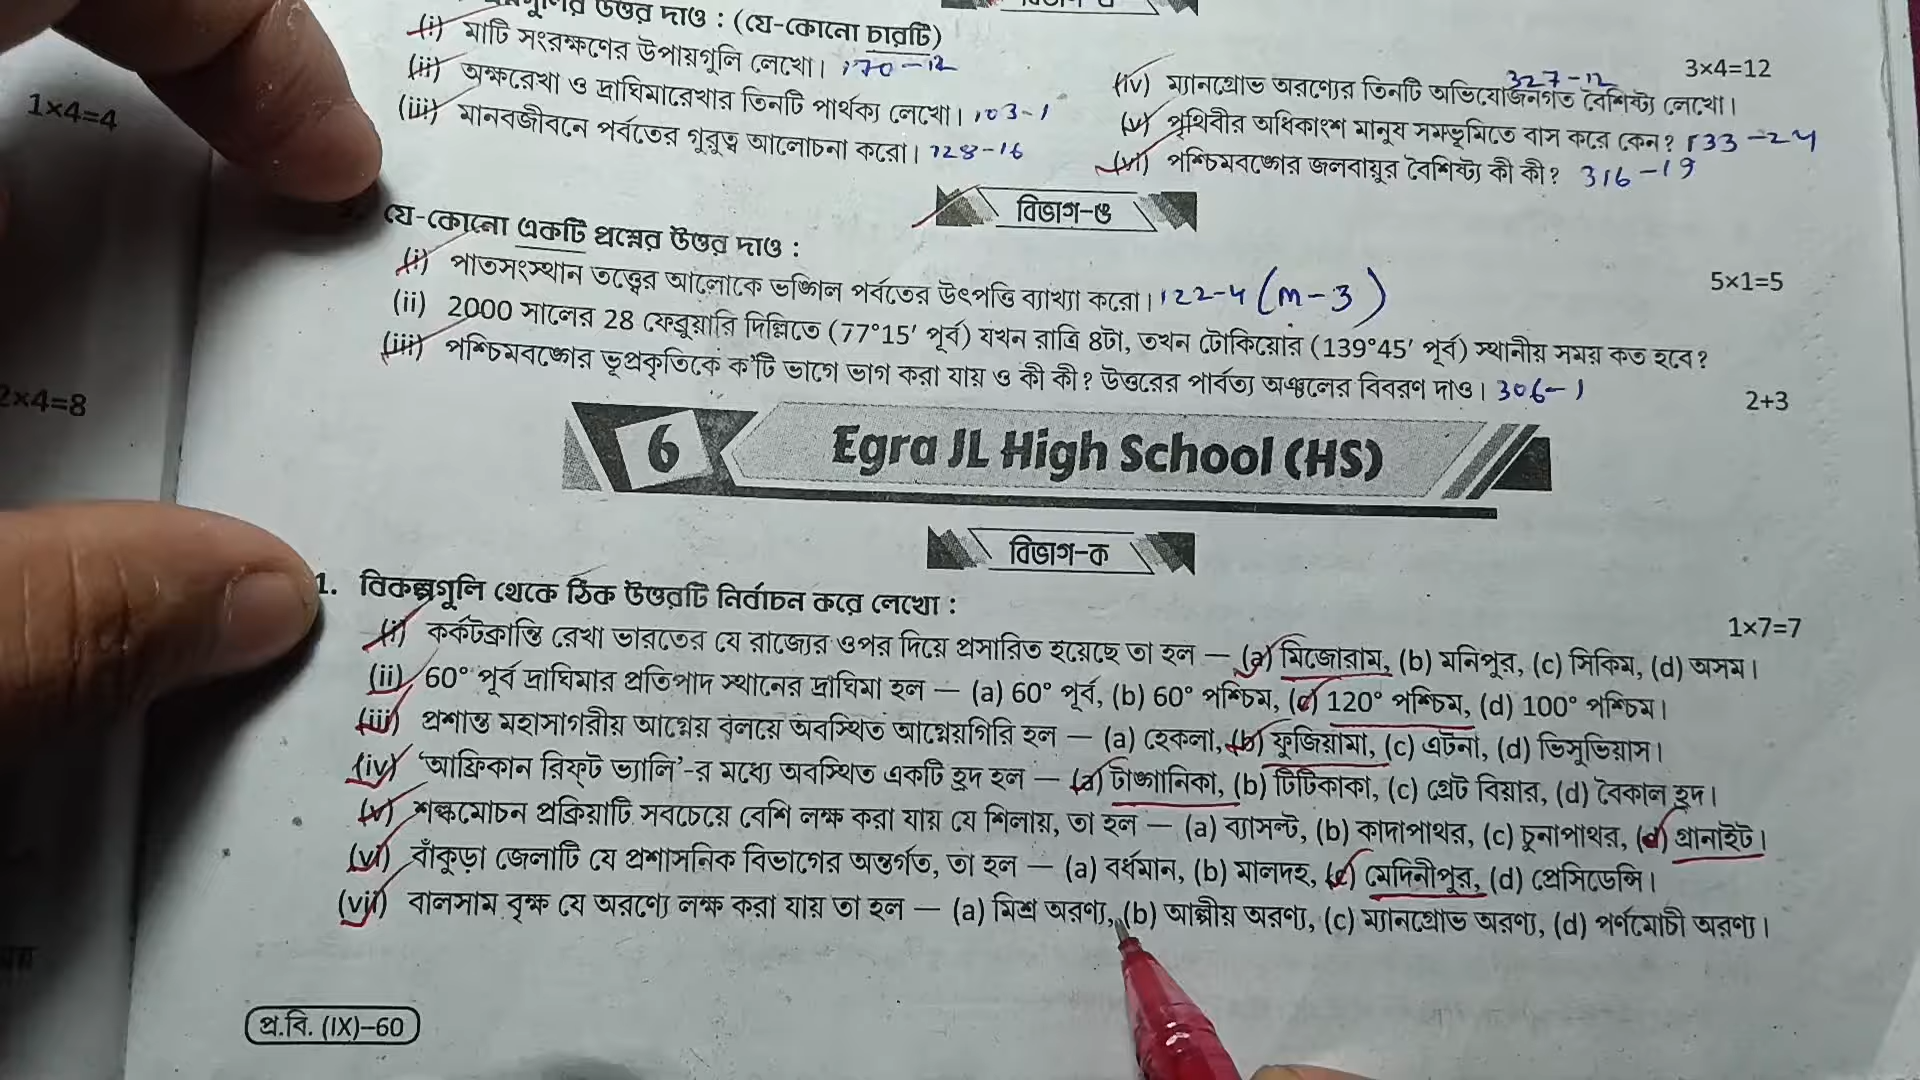 উত্তর দাও : (যে-কোনো চারটি)
3×4=12
(i) মাটি সংরক্ষণের উপায়গুলি লেখো। 170-12
(iv) ম্যানগ্রোভ অরণ্যের তিনটি অভিযোজনগত বৈশিষ্ট্য লেখো। 327-12
(ii) অক্ষরেখা ও দ্রাঘিমারেখার তিনটি পার্থক্য লেখো। 103-1
(v) পৃথিবীর অধিকাংশ মানুষ সমভূমিতে বাস করে কেন? 133-24
(iii) মানবজীবনে পর্বতের গুরুত্ব আলোচনা করো। 128-16
(vi) পশ্চিমবঙ্গের জলবায়ুর বৈশিষ্ট্য কী কী? 316-19
1×4=4
বিভাগ-ঙ
যে-কোনো একটি প্রশ্নের উত্তর দাও :
5×1=5
(i) পাতসংস্থান তত্ত্বের আলোকে ভঙ্গিল পর্বতের উৎপত্তি ব্যাখ্যা করো। 122-4 (m-3)
(ii) 2000 সালের 28 ফেব্রুয়ারি দিল্লিতে (77°15′ পূর্ব) যখন রাত্রি 8টা, তখন টোকিয়োর (139°45′ পূর্ব) স্থানীয় সময় কত হবে?
(iii) পশ্চিমবঙ্গের ভূপ্রকৃতিকে ক'টি ভাগে ভাগ করা যায় ও কী কী? উত্তরের পার্বত্য অঞ্চলের বিবরণ দাও। 306-1
2+3
2×4=8
6 Egra JL High School (HS)
বিভাগ-ক
1. বিকল্পগুলি থেকে ঠিক উত্তরটি নির্বাচন করে লেখো :
1×7=7
(i) কর্কটক্রান্তি রেখা ভারতের যে রাজ্যের ওপর দিয়ে প্রসারিত হয়েছে তা হল — (a) মিজোরাম, (b) মনিপুর, (c) সিকিম, (d) অসম।
(ii) 60° পূর্ব দ্রাঘিমার প্রতিপাদ স্থানের দ্রাঘিমা হল — (a) 60° পূর্ব, (b) 60° পশ্চিম, (c) 120° পশ্চিম, (d) 100° পশ্চিম।
(iii) প্রশান্ত মহাসাগরীয় আগ্নেয় বলয়ে অবস্থিত আগ্নেয়গিরি হল — (a) হেকলা, (b) ফুজিয়ামা, (c) এটনা, (d) ভিসুভিয়াস।
(iv) 'আফ্রিকান রিফ্ট ভ্যালি'-র মধ্যে অবস্থিত একটি হ্রদ হল — (a) টাঙ্গানিকা, (b) টিটিকাকা, (c) গ্রেট বিয়ার, (d) বৈকাল হ্রদ।
(v) শল্কমোচন প্রক্রিয়াটি সবচেয়ে বেশি লক্ষ করা যায় যে শিলায়, তা হল — (a) ব্যাসল্ট, (b) কাদাপাথর, (c) চুনাপাথর, (d) গ্রানাইট।
(vi) বাঁকুড়া জেলাটি যে প্রশাসনিক বিভাগের অন্তর্গত, তা হল — (a) বর্ধমান, (b) মালদহ, (c) মেদিনীপুর, (d) প্রেসিডেন্সি।
(vii) বালসাম বৃক্ষ যে অরণ্যে লক্ষ করা যায় তা হল — (a) মিশ্র অরণ্য, (b) আল্পীয় অরণ্য, (c) ম্যানগ্রোভ অরণ্য, (d) পর্ণমোচী অরণ্য।
প্র.বি. (IX)–60